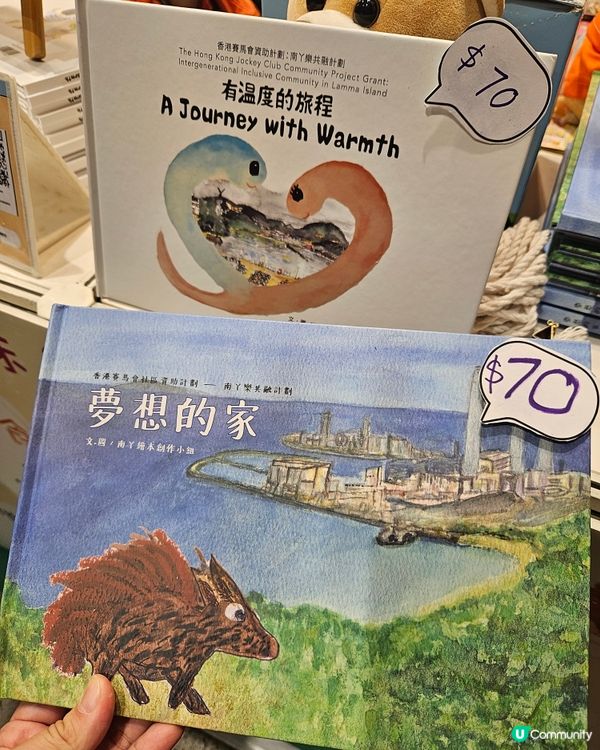 香港賽馬會資助計劃：南丫樂共融計劃
The Hong Kong Jockey Club Community Project Grant:
Intergenerational Inclusive Community in Lamma Island
有溫度的旅程
A Journey with Warmth
$70
香港賽馬會社區資助計劃 — 南丫樂共融計劃
夢想的家
文·圖 / 南丫繪本創作小組
$70
U Community